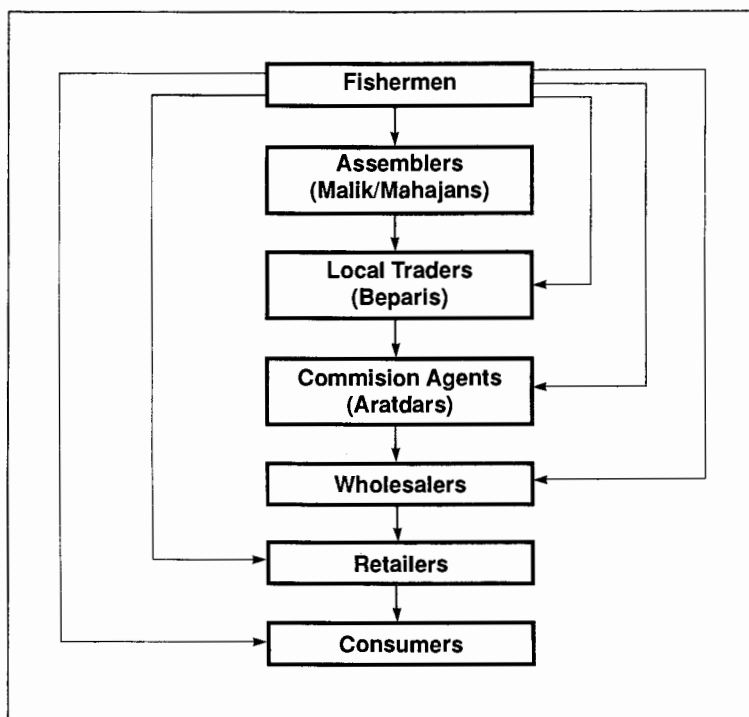 Fishermen
Assemblers
(Malik/Mahajans)
Local Traders
(Beparis)
Commision Agents
(Aratdars)
Wholesalers
Retailers
Consumers